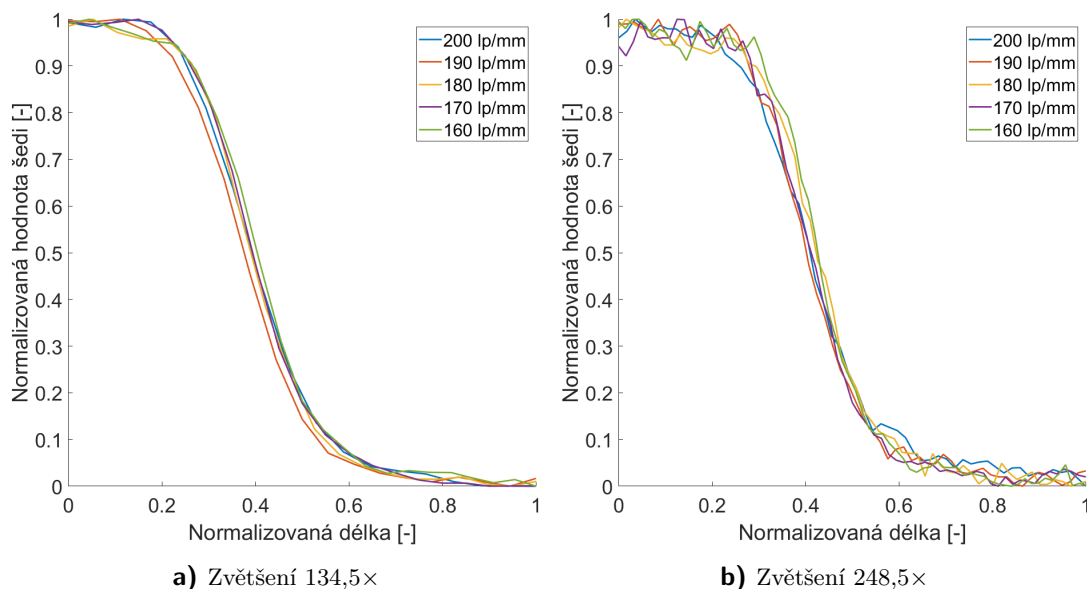 1
0.9
0.8
0.7
0.6
0.5
0.4
0.3
0.2
0.1
0
0 0.2 0.4 0.6 0.8 1
Normalizovaná hodnota šedi [-]
Normalizovaná délka [-]
200 lp/mm
190 lp/mm
180 lp/mm
170 lp/mm
160 lp/mm
a) Zvětšení 134,5×
1
0.9
0.8
0.7
0.6
0.5
0.4
0.3
0.2
0.1
0
0 0.2 0.4 0.6 0.8 1
Normalizovaná hodnota šedi [-]
Normalizovaná délka [-]
200 lp/mm
190 lp/mm
180 lp/mm
170 lp/mm
160 lp/mm
b) Zvětšení 248,5×